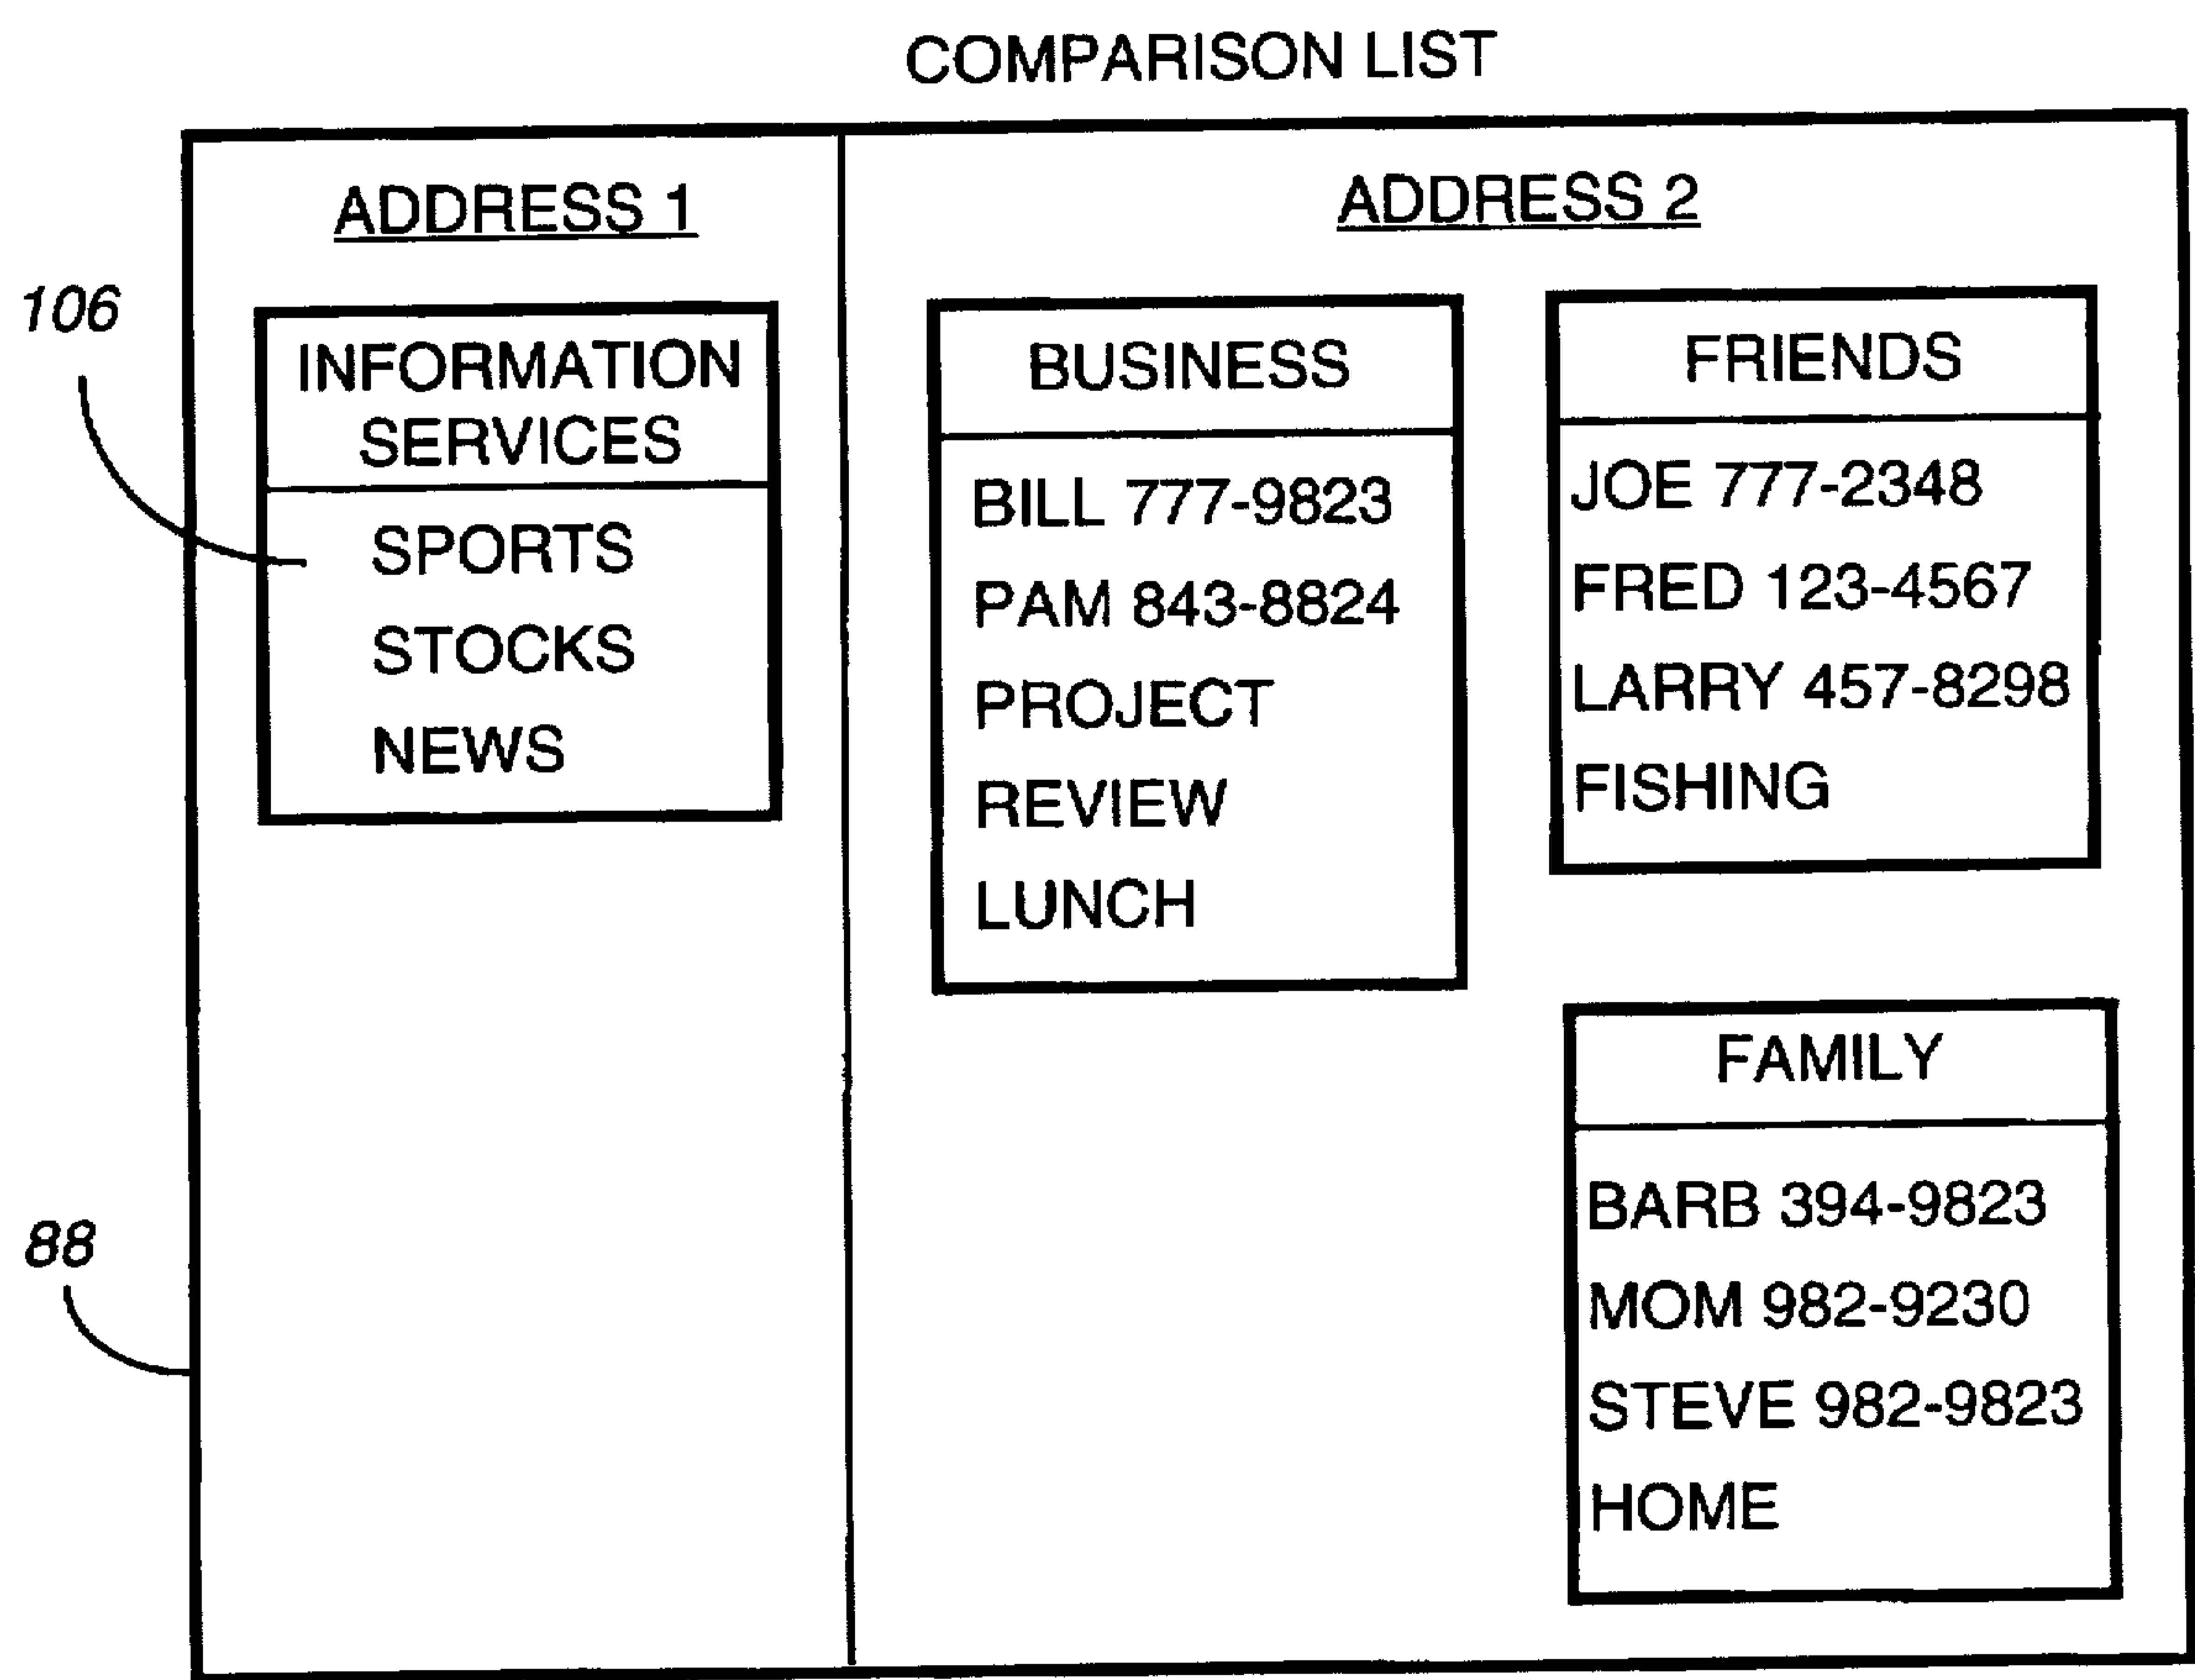 COMPARISON LIST
ADDRESS 1
106
INFORMATION
SERVICES
SPORTS
STOCKS
NEWS
88
ADDRESS 2
BUSINESS
BILL 777-9823
PAM 843-8824
PROJECT
REVIEW
LUNCH
FRIENDS
JOE 777-2348
FRED 123-4567
LARRY 457-8298
FISHING
FAMILY
BARB 394-9823
MOM 982-9230
STEVE 982-9823
HOME